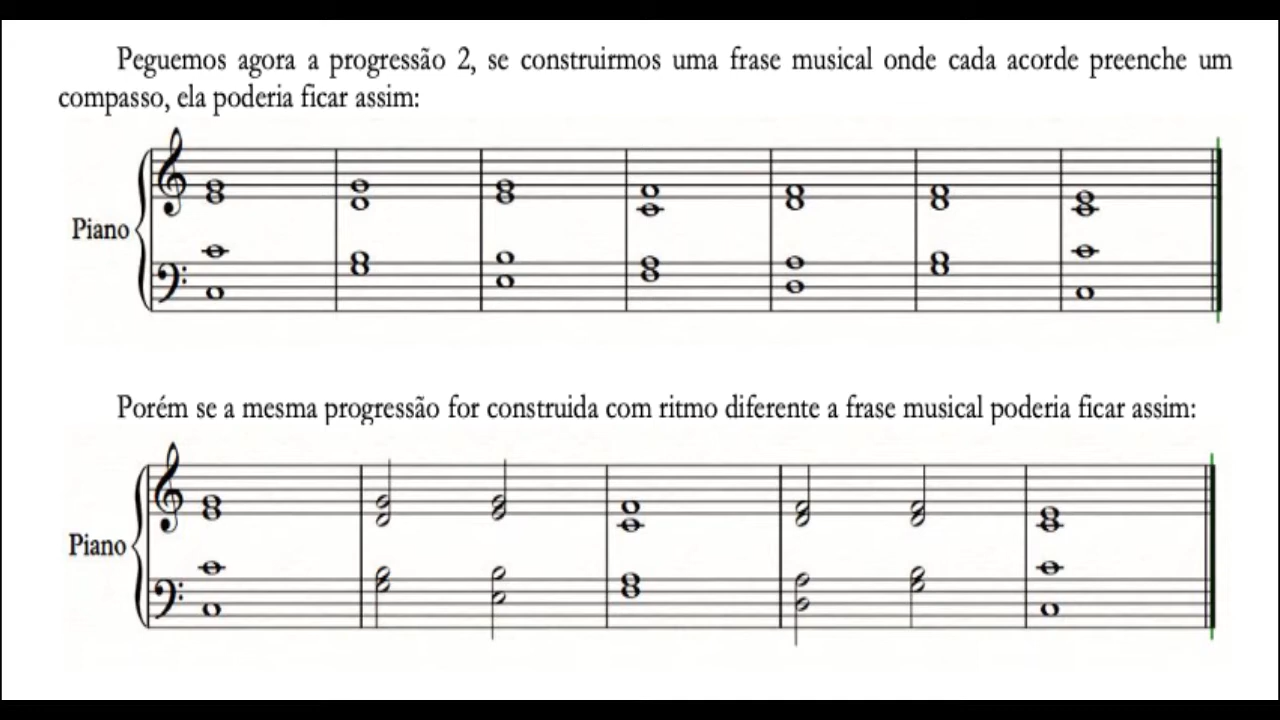 Peguemos agora a progressão 2, se construirmos uma frase musical onde cada acorde preenche um
compasso, ela poderia ficar assim:
Piano
Porém se a mesma progressão for construida com ritmo diferente a frase musical poderia ficar assim:
Piano